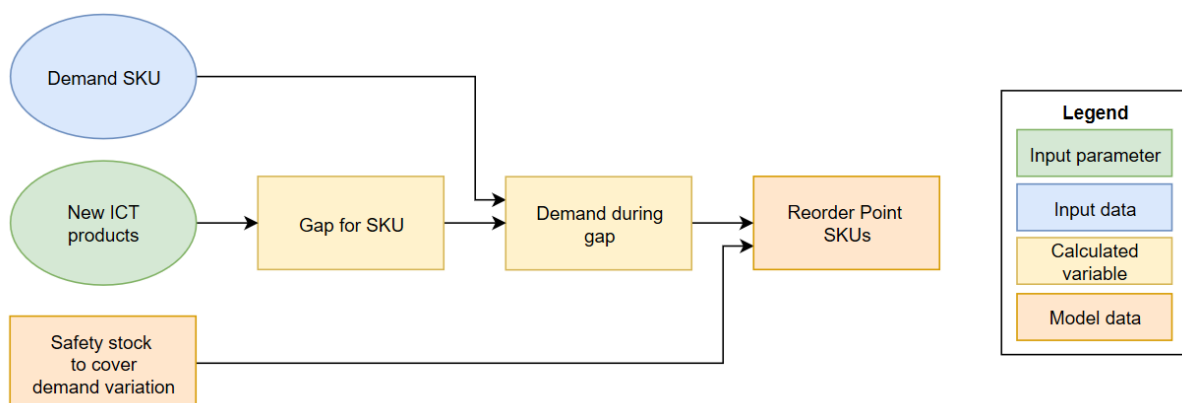 Demand SKU
New ICT
products
Gap for SKU
Demand during
gap
Reorder Point
SKUs
Safety stock
to cover
demand variation
Legend
Input parameter
Input data
Calculated
variable
Model data